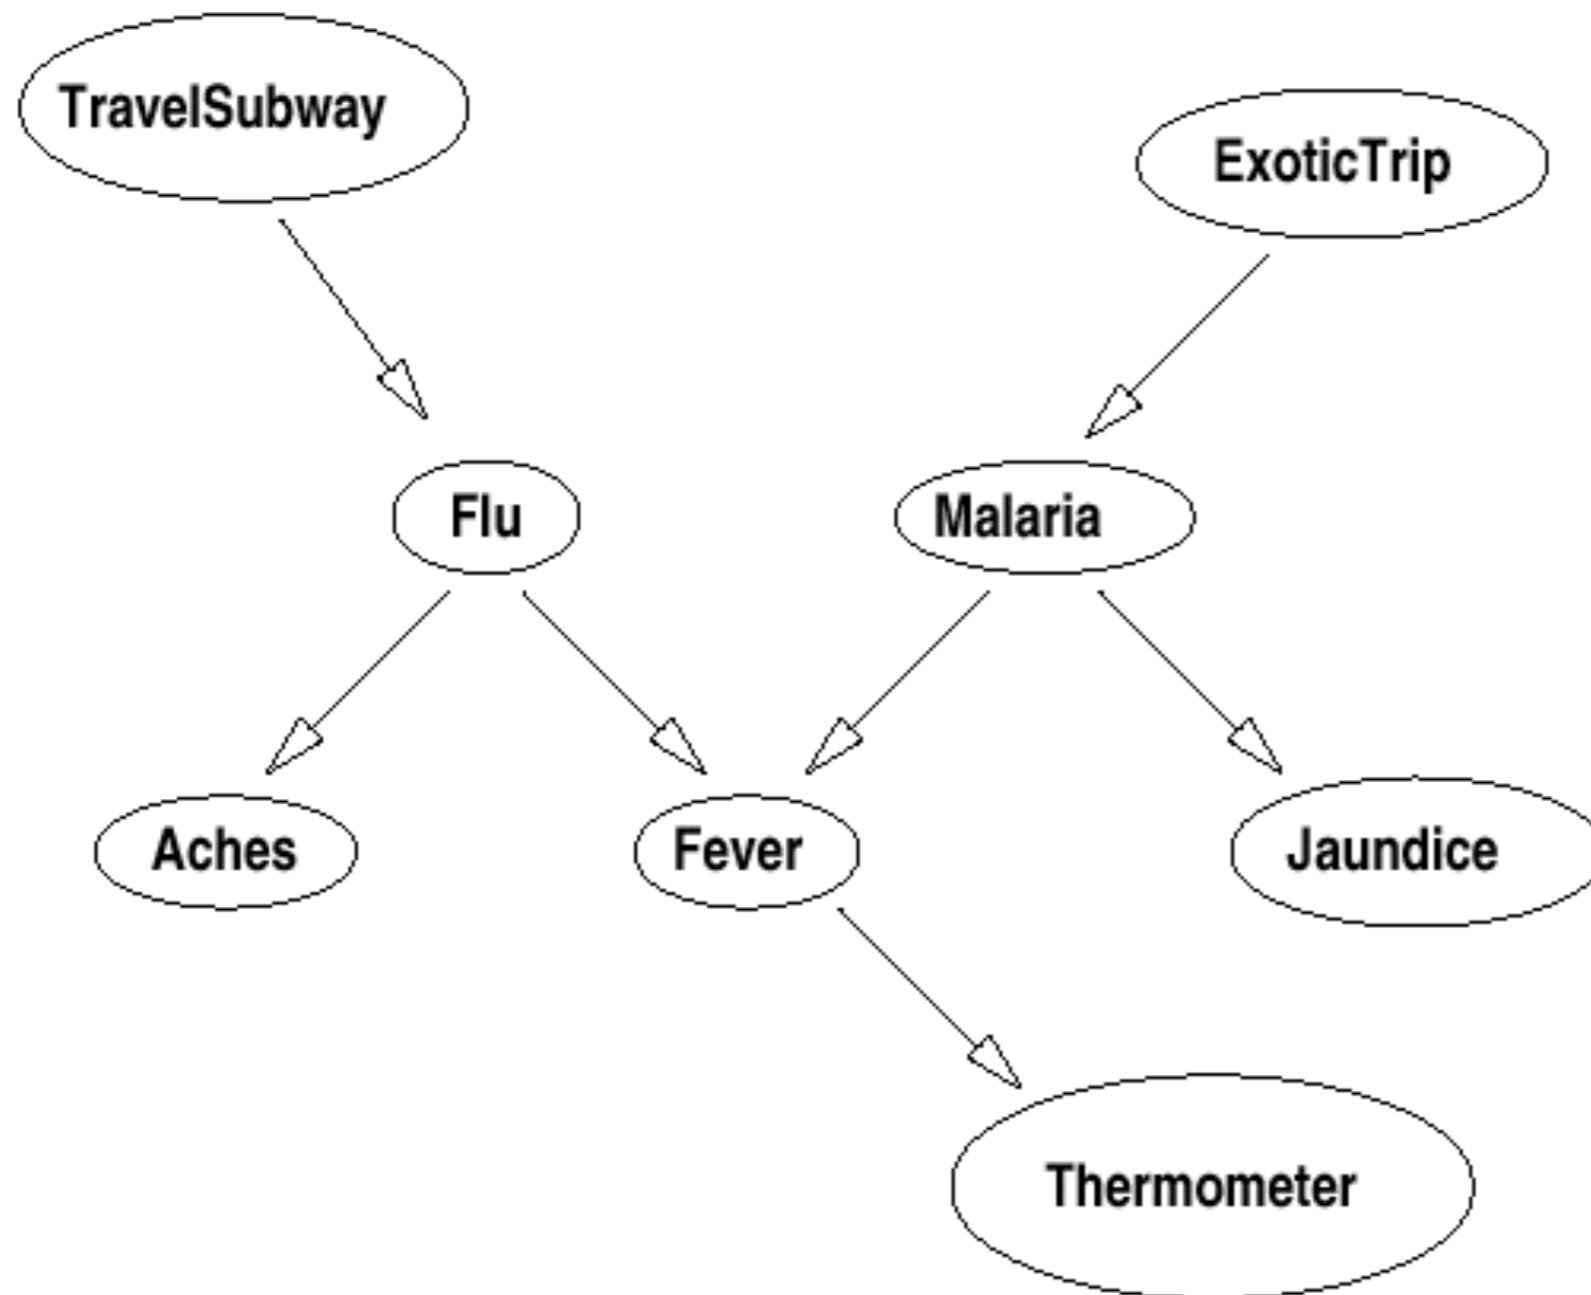 TravelSubway
ExoticTrip
Flu
Malaria
Aches
Fever
Jaundice
Thermometer